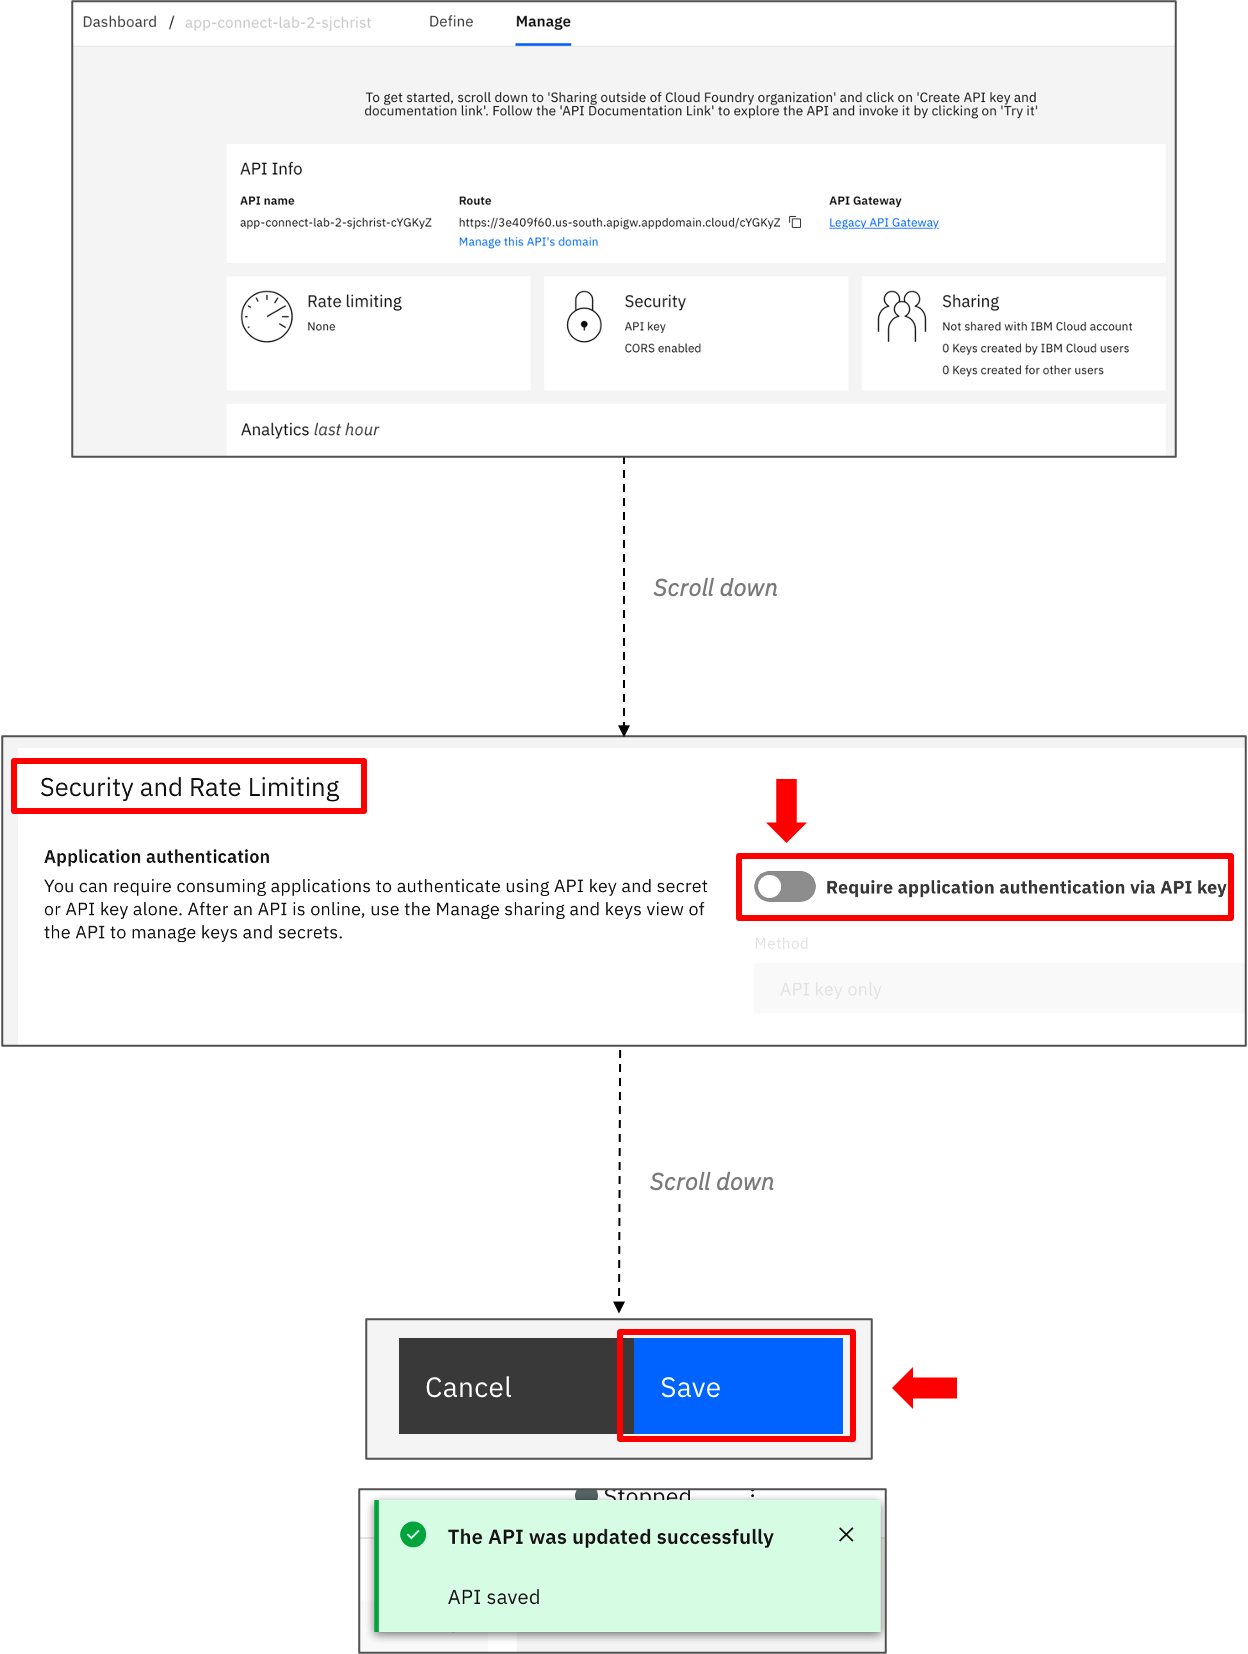 Dashboard / app-connect-lab-2-sjchrist Define Manage
To get started, scroll down to 'Sharing outside of Cloud Foundry organization' and click on 'Create API key and
documentation link'. Follow the 'API Documentation Link' to explore the API and invoke it by clicking on 'Try it'
API Info
API name Route API Gateway
app-connect-lab-2-sjchrist-cYGKyZ https://3e409f60.us-south.apigw.appdomain.cloud/cYGKyZ Legacy API Gateway
Manage this API's domain
Rate limiting
None
Security
API key
CORS enabled
Sharing
Not shared with IBM Cloud account
0 Keys created by IBM Cloud users
0 Keys created for other users
Analytics last hour
Scroll down
Security and Rate Limiting
Application authentication
You can require consuming applications to authenticate using API key and secret
or API key alone. After an API is online, use the Manage sharing and keys view of
the API to manage keys and secrets.
Require application authentication via API key
Method
API key only
Scroll down
Cancel Save
Stopped
The API was updated successfully
API saved